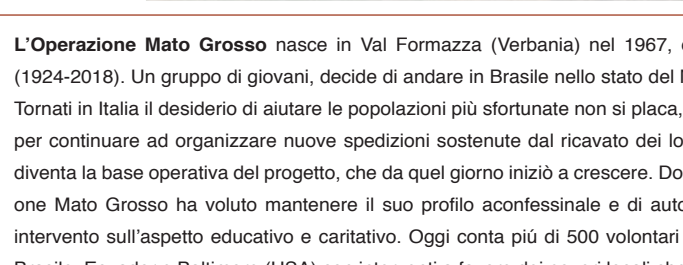 L'Operazione Mato Grosso nasce in Val Formazza (Verbania) nel 1967,
(1924-2018). Un gruppo di giovani, decide di andare in Brasile nello stato del
Tornati in Italia il desiderio di aiutare le popolazioni più sfortunate non si placa,
per continuare ad organizzare nuove spedizioni sostenute dal ricavato dei lo
diventa la base operativa del progetto, che da quel giorno iniziò a crescere. Do
one Mato Grosso ha voluto mantenere il suo profilo aconfessinale e di auto
intervento sull'aspetto educativo e caritativo. Oggi conta piú di 500 volontari